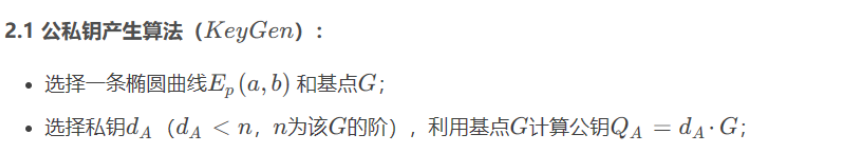 2.1 公私钥产生算法（KeyGen）：
• 选择一条椭圆曲线E_p(a, b) 和基点G；
• 选择私钥d_A（d_A < n，n为该G的阶），利用基点G计算公钥Q_A = d_A · G；